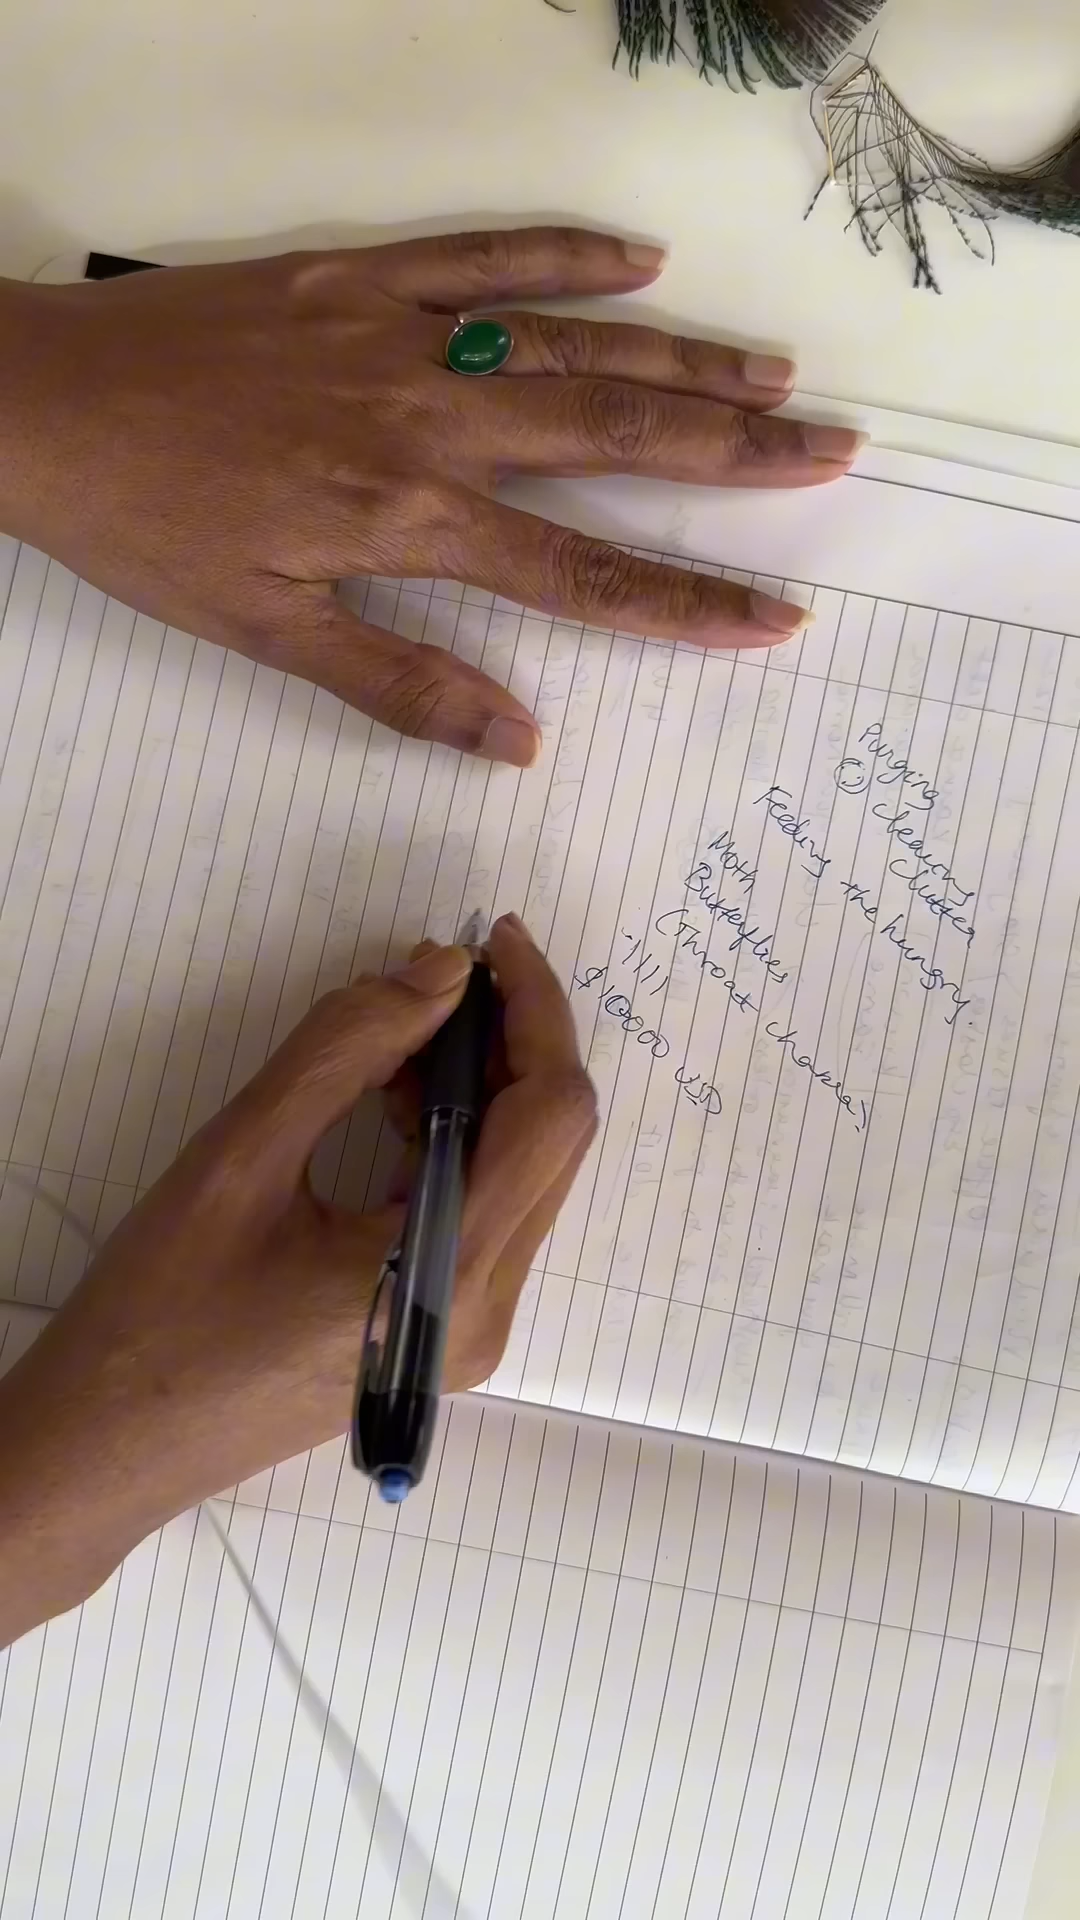 Purging
☺ clearing
clutter
Feeding the hungry.
Moth
Butterflies
(Throat chakra)
1111
$10000 USD